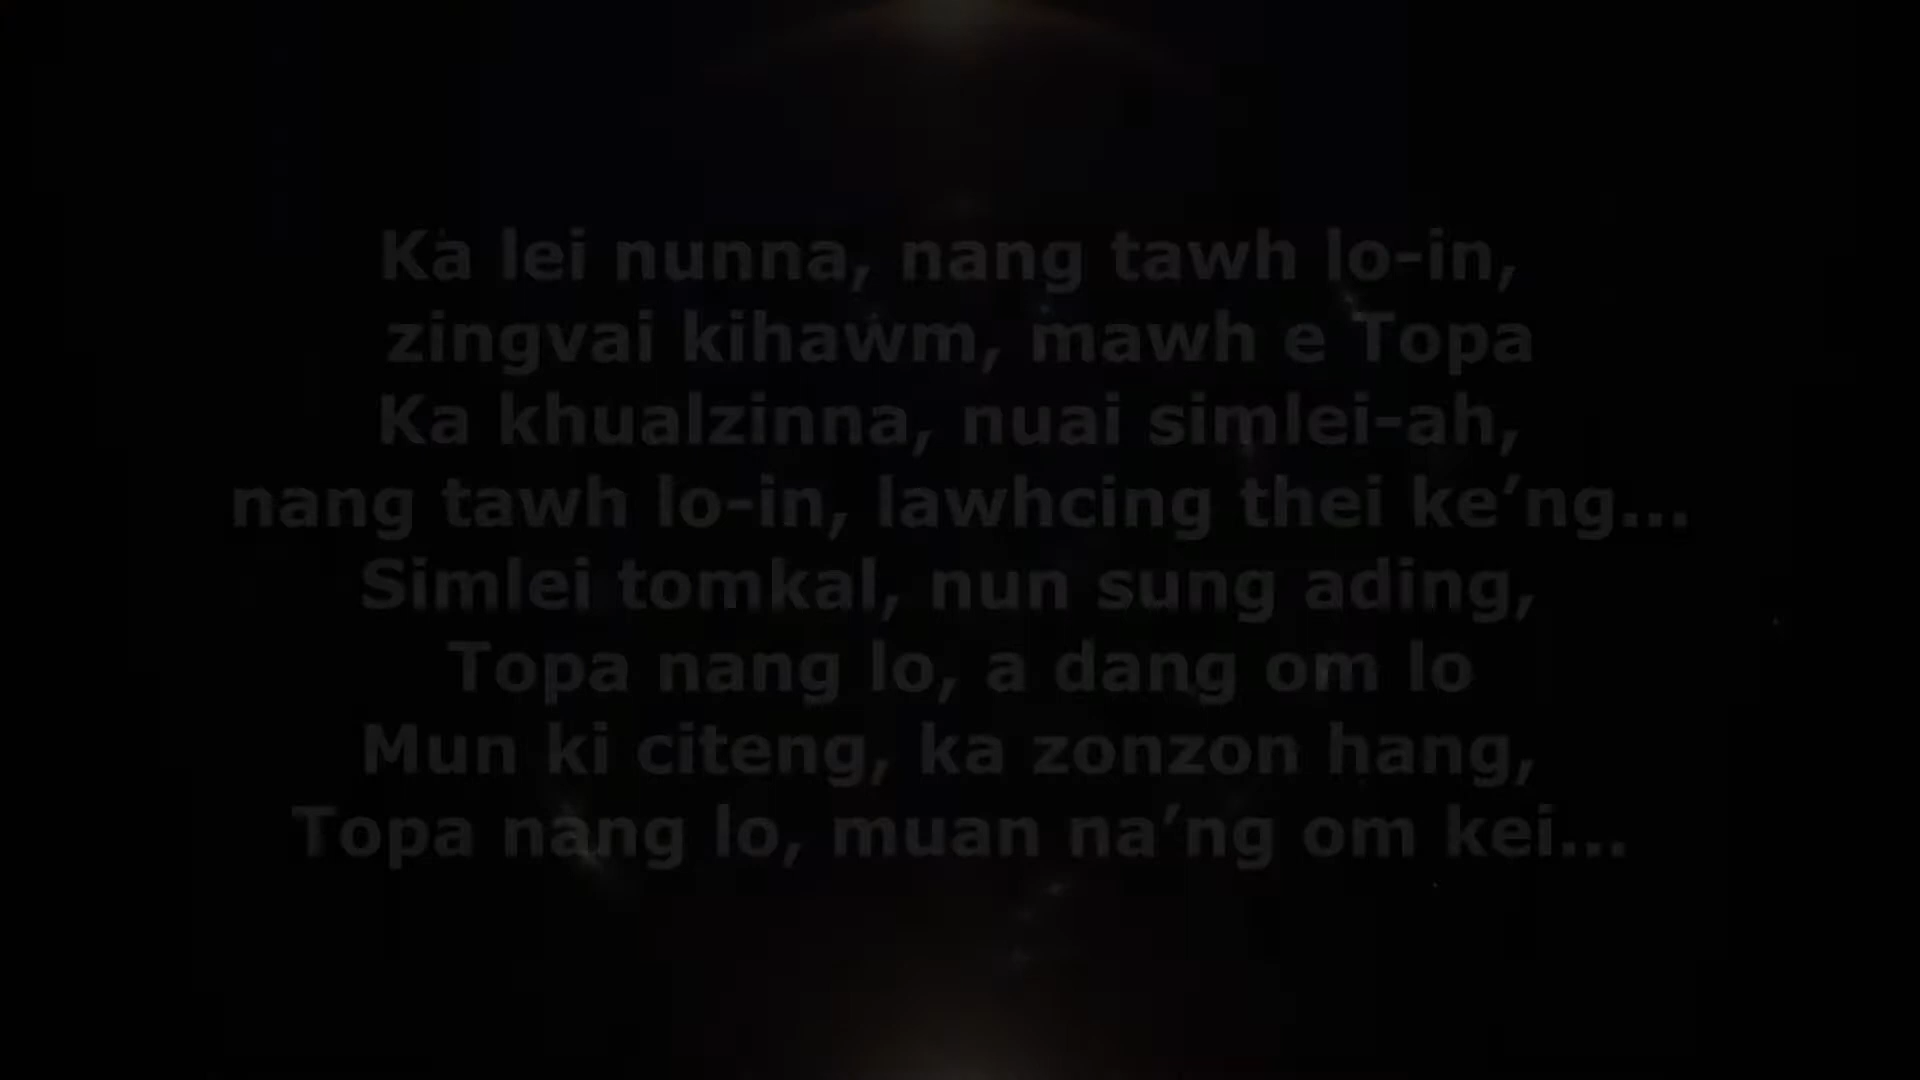 Ka lei nunna, nang tawh lo-in,
zingvai kihawm, mawh e Topa
Ka khualzinna, nuai simlei-ah,
nang tawh lo-in, lawhcing thei ke’ng...
Simlei tomkal, nun sung ading,
Topa nang lo, a dang om lo
Mun ki citeng, ka zonzon hang,
Topa nang lo, muan na’ng om kei...